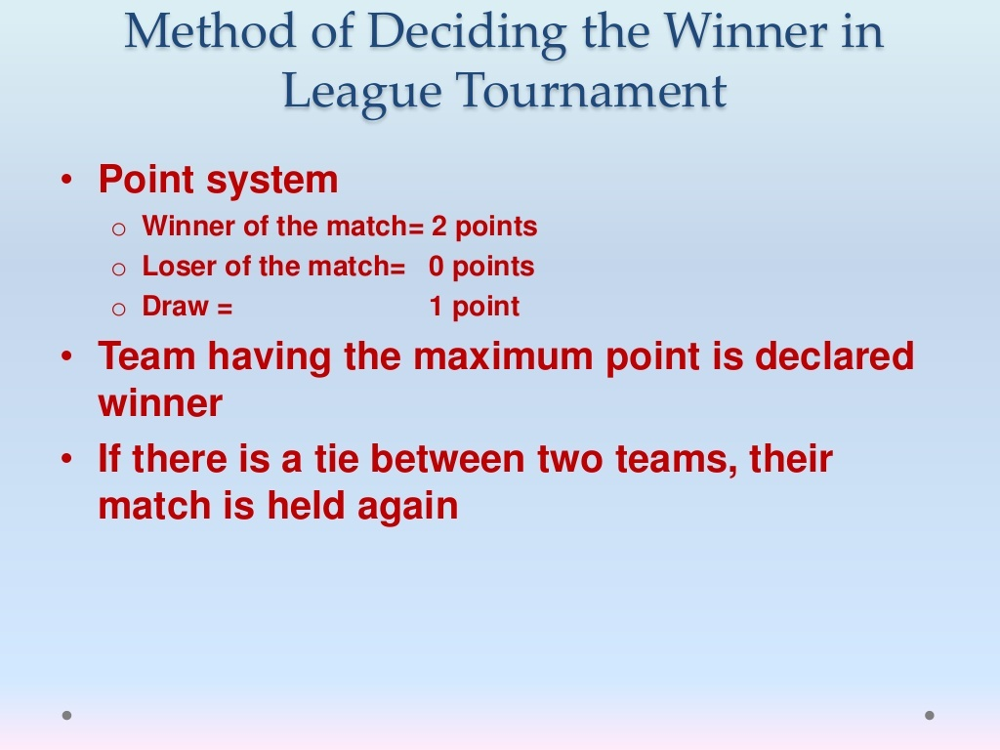 Method of Deciding the Winner in
League Tournament
• Point system
o Winner of the match= 2 points
o Loser of the match= 0 points
o Draw = 1 point
• Team having the maximum point is declared
winner
• If there is a tie between two teams, their
match is held again